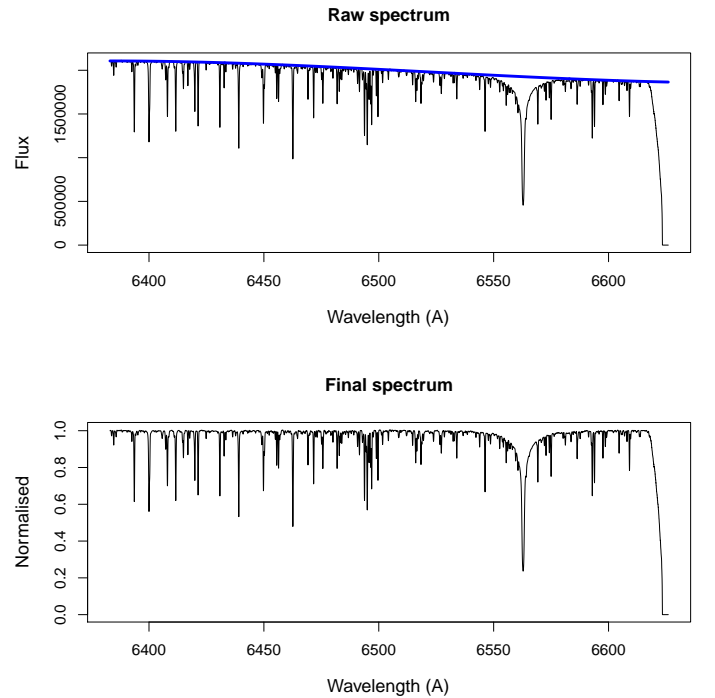 Raw spectrum
Flux
0
500000
1500000
6400 6450 6500 6550 6600
Wavelength (A)
Final spectrum
Normalised
0.0
0.2
0.4
0.6
0.8
1.0
6400 6450 6500 6550 6600
Wavelength (A)